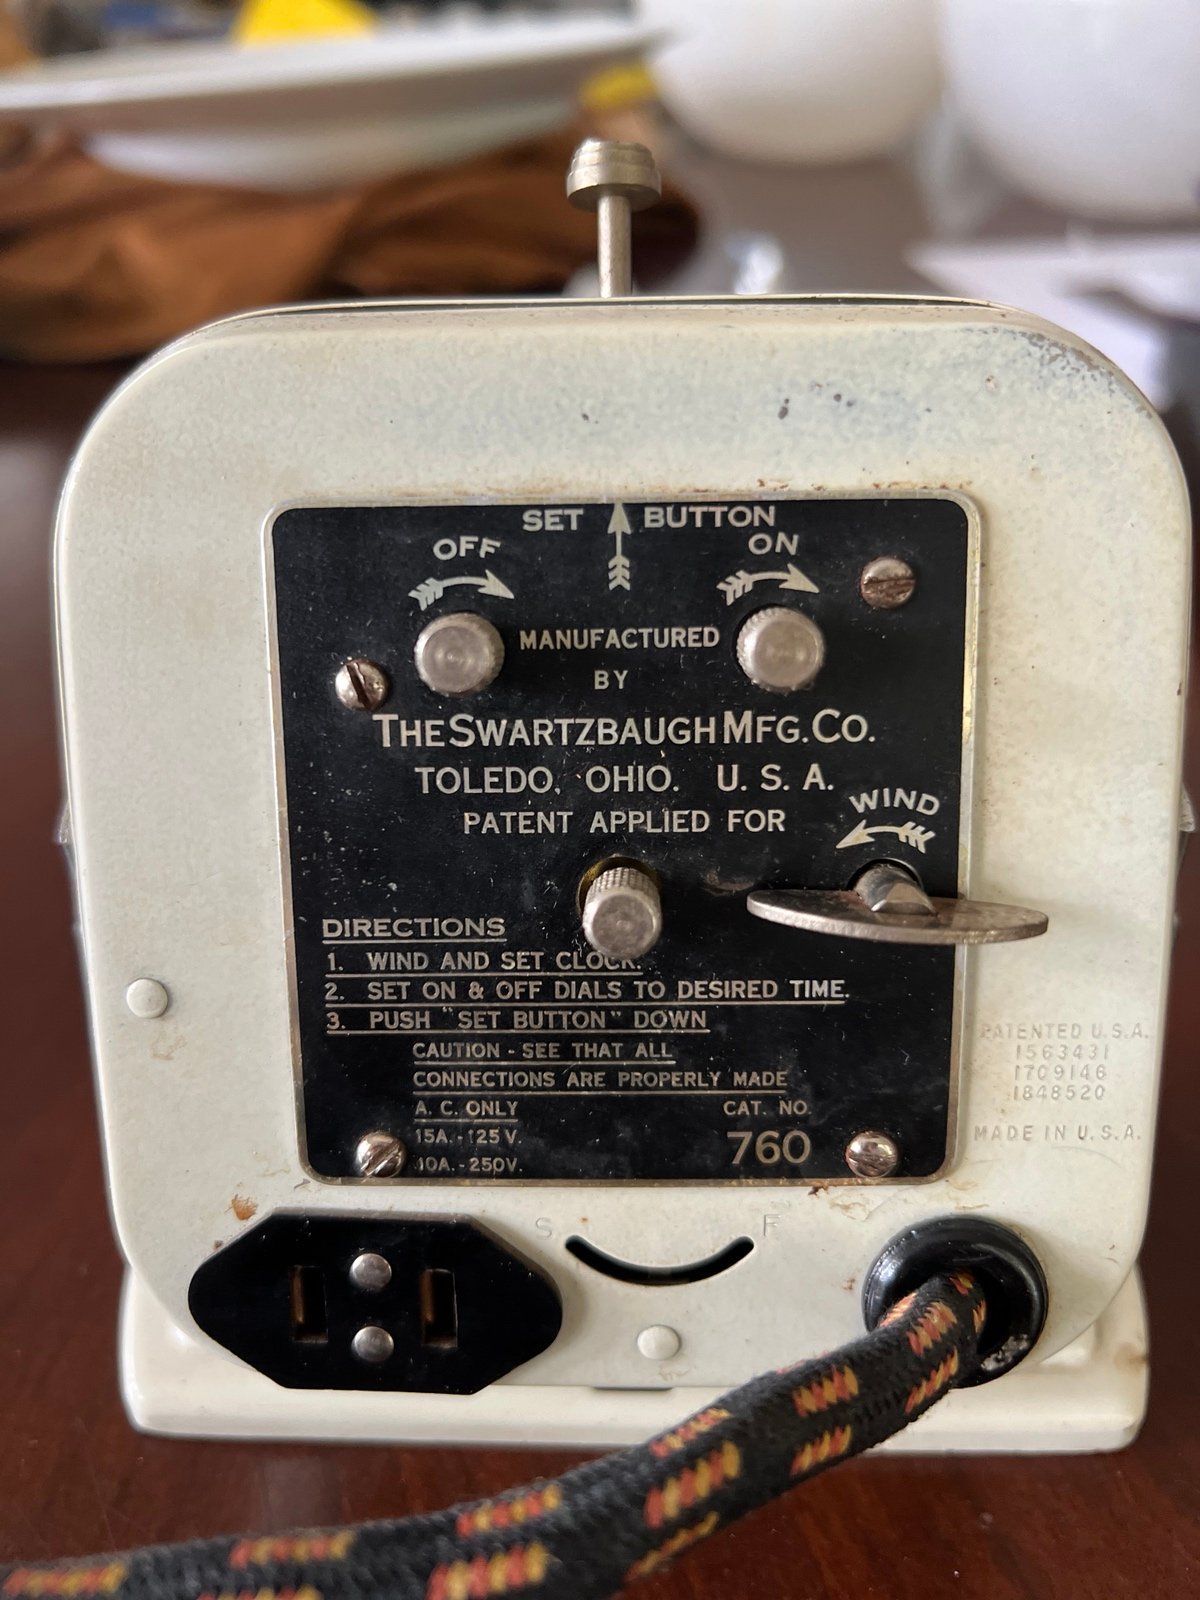 SET BUTTON
OFF
ON
MANUFACTURED
BY
THE SWARTZBAUGH MFG. CO.
TOLEDO, OHIO. U. S. A.
PATENT APPLIED FOR
WIND
DIRECTIONS
1. WIND AND SET CLOCK.
2. SET ON & OFF DIALS TO DESIRED TIME.
3. PUSH "SET BUTTON" DOWN
CAUTION - SEE THAT ALL
CONNECTIONS ARE PROPERLY MADE
A. C. ONLY
15A. - 125 V.
10A. - 250V.
CAT. NO.
760
PATENTED U.S.A.
1563431
1709146
1848520
MADE IN U.S.A.
S F